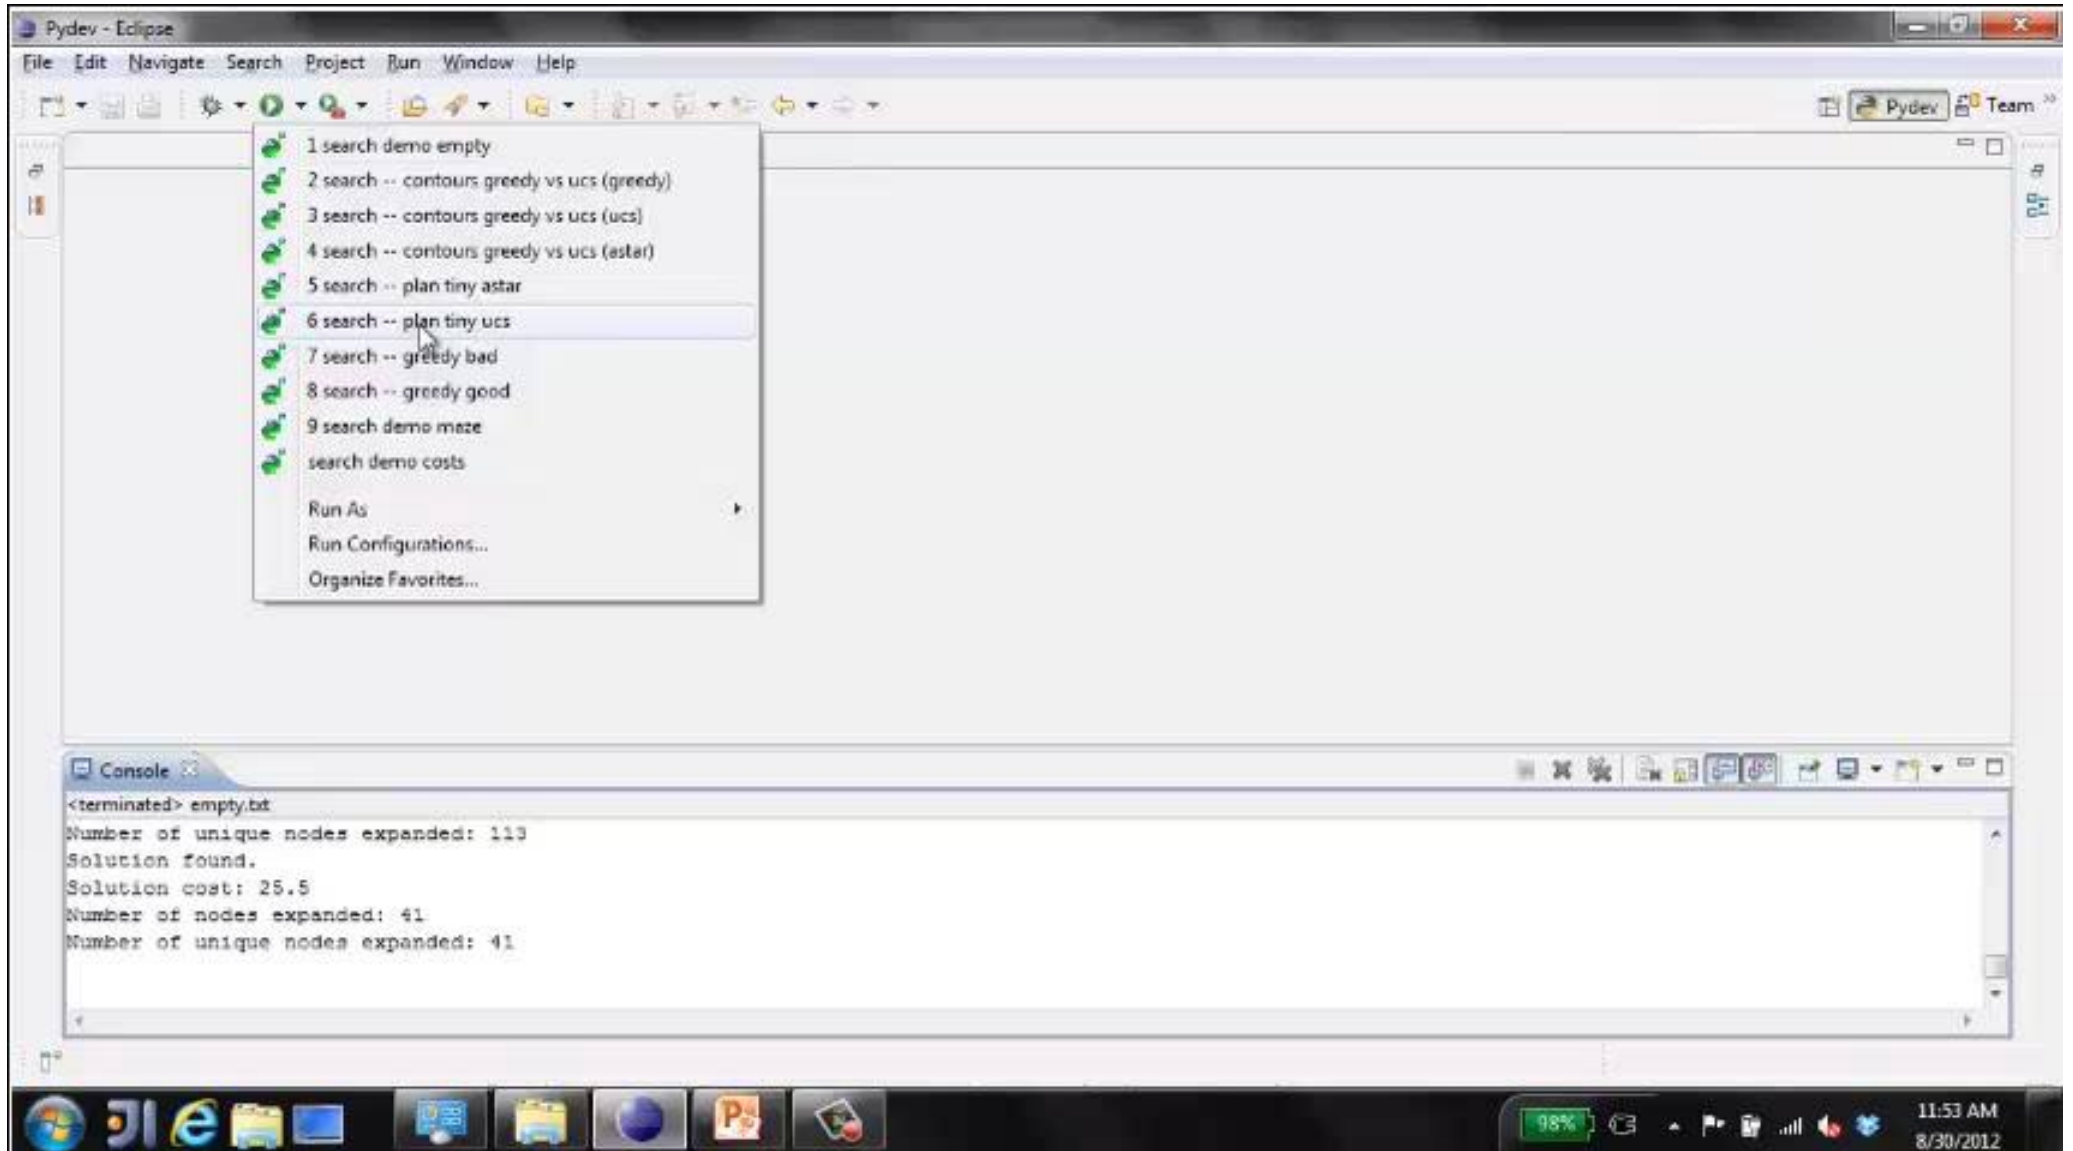 Pydev - Eclipse
File Edit Navigate Search Project Run Window Help
Pydev Team
1 search demo empty
2 search -- contours greedy vs ucs (greedy)
3 search -- contours greedy vs ucs (ucs)
4 search -- contours greedy vs ucs (astar)
5 search -- plan tiny astar
6 search -- plan tiny ucs
7 search -- greedy bad
8 search -- greedy good
9 search demo maze
search demo costs
Run As
Run Configurations...
Organize Favorites...
Console
<terminated> empty.txt
Number of unique nodes expanded: 113
Solution found.
Solution cost: 25.5
Number of nodes expanded: 41
Number of unique nodes expanded: 41
98%
11:53 AM
8/30/2012